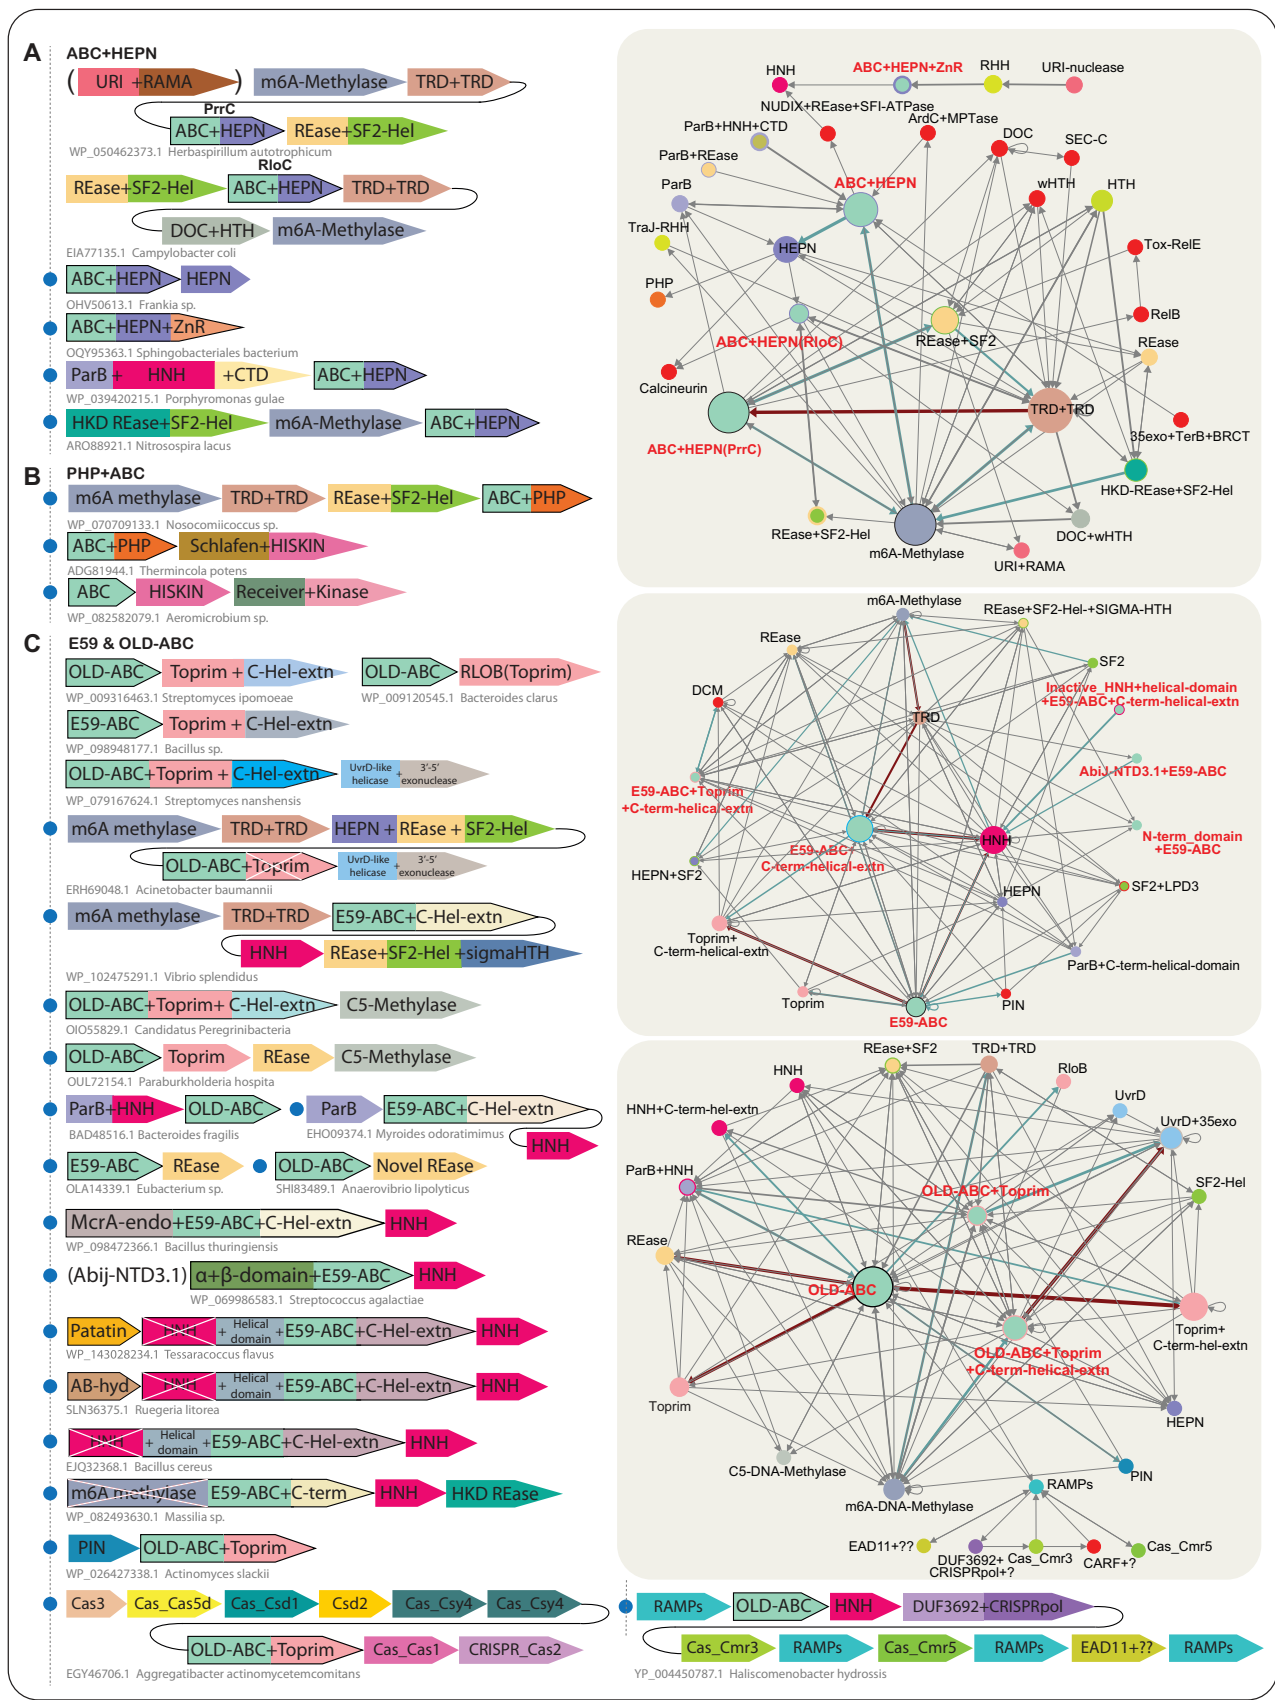 A
ABC+HEPN
( URI +RAMA ) m6A-Methylase TRD+TRD
PrrC
ABC+HEPN REase+SF2-Hel
WP_050462373.1 Herbaspirillum autotrophicum
RloC
REase+SF2-Hel ABC+HEPN TRD+TRD
DOC+HTH m6A-Methylase
EIA77135.1 Campylobacter coli
ABC+HEPN HEPN
OHV50613.1 Frankia sp.
ABC+HEPN+ZnR
OQY95363.1 Sphingobacteriales bacterium
ParB + HNH +CTD ABC+HEPN
WP_039420215.1 Porphyromonas gulae
HKD REase+SF2-Hel m6A-Methylase ABC+HEPN
ARO88921.1 Nitrosospira lacus
B
PHP+ABC
m6A methylase TRD+TRD REase+SF2-Hel ABC+PHP
WP_070709133.1 Nosocomiicoccus sp.
ABC+PHP Schlafen+HISKIN
ADG81944.1 Thermincola potens
ABC HISKIN Receiver+Kinase
WP_082582079.1 Aeromicrobium sp.
C
E59 & OLD-ABC
OLD-ABC Toprim + C-Hel-extn OLD-ABC RLOB(Toprim)
WP_009316463.1 Streptomyces ipomoeae WP_009120545.1 Bacteroides clarus
E59-ABC Toprim + C-Hel-extn
WP_098948177.1 Bacillus sp.
OLD-ABC+Toprim + C-Hel-extn UvrD-like helicase + 3'-5' exonuclease
WP_079167624.1 Streptomyces nanshensis
m6A methylase TRD+TRD HEPN + REase + SF2-Hel
OLD-ABC+Toprim UvrD-like helicase + 3'-5' exonuclease
ERH69048.1 Acinetobacter baumannii
m6A methylase TRD+TRD E59-ABC+C-Hel-extn
HNH REase+SF2-Hel +sigmaHTH
WP_102475291.1 Vibrio splendidus
OLD-ABC+Toprim+ C-Hel-extn C5-Methylase
OIO55829.1 Candidatus Peregrinibacteria
OLD-ABC Toprim REase C5-Methylase
OUL72154.1 Paraburkholderia hospita
ParB+HNH OLD-ABC ParB E59-ABC+C-Hel-extn
BAD48516.1 Bacteroides fragilis EHO09374.1 Myroides odoratimimus
HNH
E59-ABC REase OLD-ABC Novel REase
OLA14339.1 Eubacterium sp. SHI83489.1 Anaerovibrio lipolyticus
McrA-endo+E59-ABC+C-Hel-extn HNH
WP_098472366.1 Bacillus thuringiensis
(Abij-NTD3.1) α+β-domain+E59-ABC HNH
WP_069986583.1 Streptococcus agalactiae
Patatin HNH + Helical domain +E59-ABC+C-Hel-extn HNH
WP_143028234.1 Tessaracoccus flavus
AB-hyd HNH + Helical domain +E59-ABC+C-Hel-extn HNH
SLN36375.1 Ruegeria litorea
HNH + Helical domain +E59-ABC+C-Hel-extn HNH
EJQ32368.1 Bacillus cereus
m6A methylase E59-ABC+C-term HNH HKD REase
WP_082493630.1 Massilia sp.
PIN OLD-ABC+Toprim
WP_026427338.1 Actinomyces slackii
Cas3 Cas_Cas5d Cas_Csd1 Csd2 Cas_Csy4 Cas_Csy4
OLD-ABC+Toprim Cas_Cas1 CRISPR_Cas2
EGY46706.1 Aggregatibacter actinomycetemcomitans
RAMPs OLD-ABC HNH DUF3692+CRISPRpol
Cas_Cmr3 RAMPs Cas_Cmr5 RAMPs EAD11+?? RAMPs
YP_004450787.1 Haliscomenobacter hydrossis
HNH
ABC+HEPN+ZnR
RHH
URI-nuclease
NUDIX+REase+SFI-ATPase
ParB+HNH+CTD
ArdC+MPTase
DOC
SEC-C
ParB+REase
ABC+HEPN
ParB
wHTH
HTH
TraJ-RHH
HEPN
Tox-RelE
PHP
RelB
ABC+HEPN(RloC)
REase+SF2
REase
Calcineurin
TRD+TRD
35exo+TerB+BRCT
ABC+HEPN(PrrC)
HKD-REase+SF2-Hel
REase+SF2-Hel
m6A-Methylase
DOC+wHTH
URI+RAMA
m6A-Methylase
REase+SF2-Hel-+SIGMA-HTH
REase
SF2
DCM
Inactive_HNH+helical-domain
+E59-ABC+C-term-helical-extn
TRD
AbiJ-NTD3.1+E59-ABC
E59-ABC+Toprim
+C-term-helical-extn
N-term_domain
+E59-ABC
E59-ABC+
C-term-helical-extn
HNH
HEPN+SF2
HEPN
SF2+LPD3
Toprim+
C-term-helical-extn
ParB+C-term-helical-domain
Toprim
PIN
E59-ABC
REase+SF2
TRD+TRD
HNH
RloB
HNH+C-term-hel-extn
UvrD
UvrD+35exo
ParB+HNH
OLD-ABC+Toprim
SF2-Hel
REase
OLD-ABC
Toprim+
C-term-hel-extn
OLD-ABC+Toprim
+C-term-helical-extn
Toprim
HEPN
C5-DNA-Methylase
PIN
m6A-DNA-Methylase
RAMPs
EAD11+??
DUF3692+
CRISPRpol+?
Cas_Cmr3
CARF+?
Cas_Cmr5